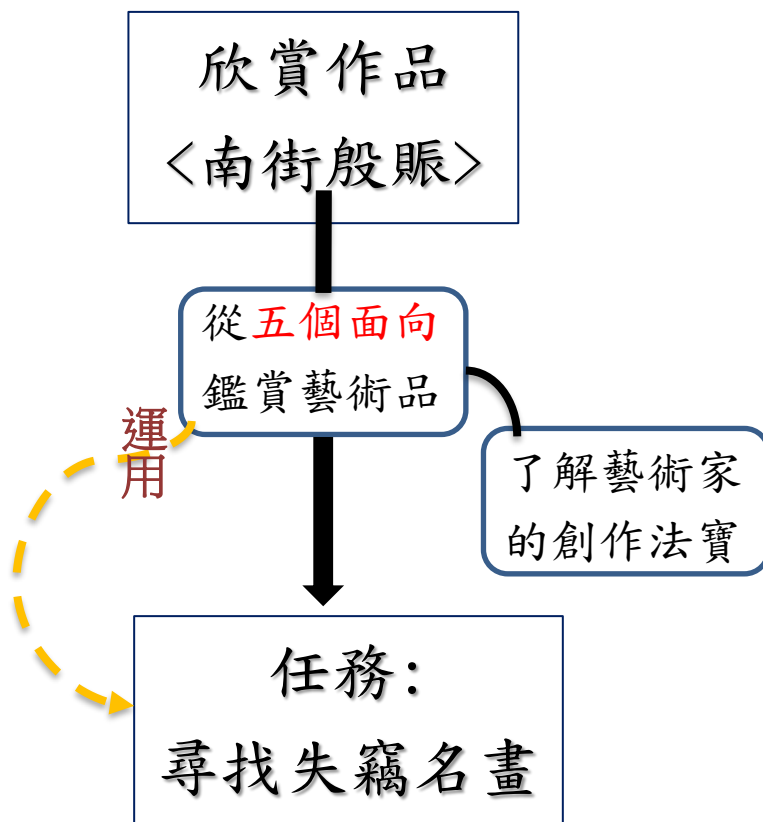 欣賞作品
<南街殷賑>
從五個面向
鑑賞藝術品
運用
了解藝術家
的創作法寶
任務:
尋找失竊名畫